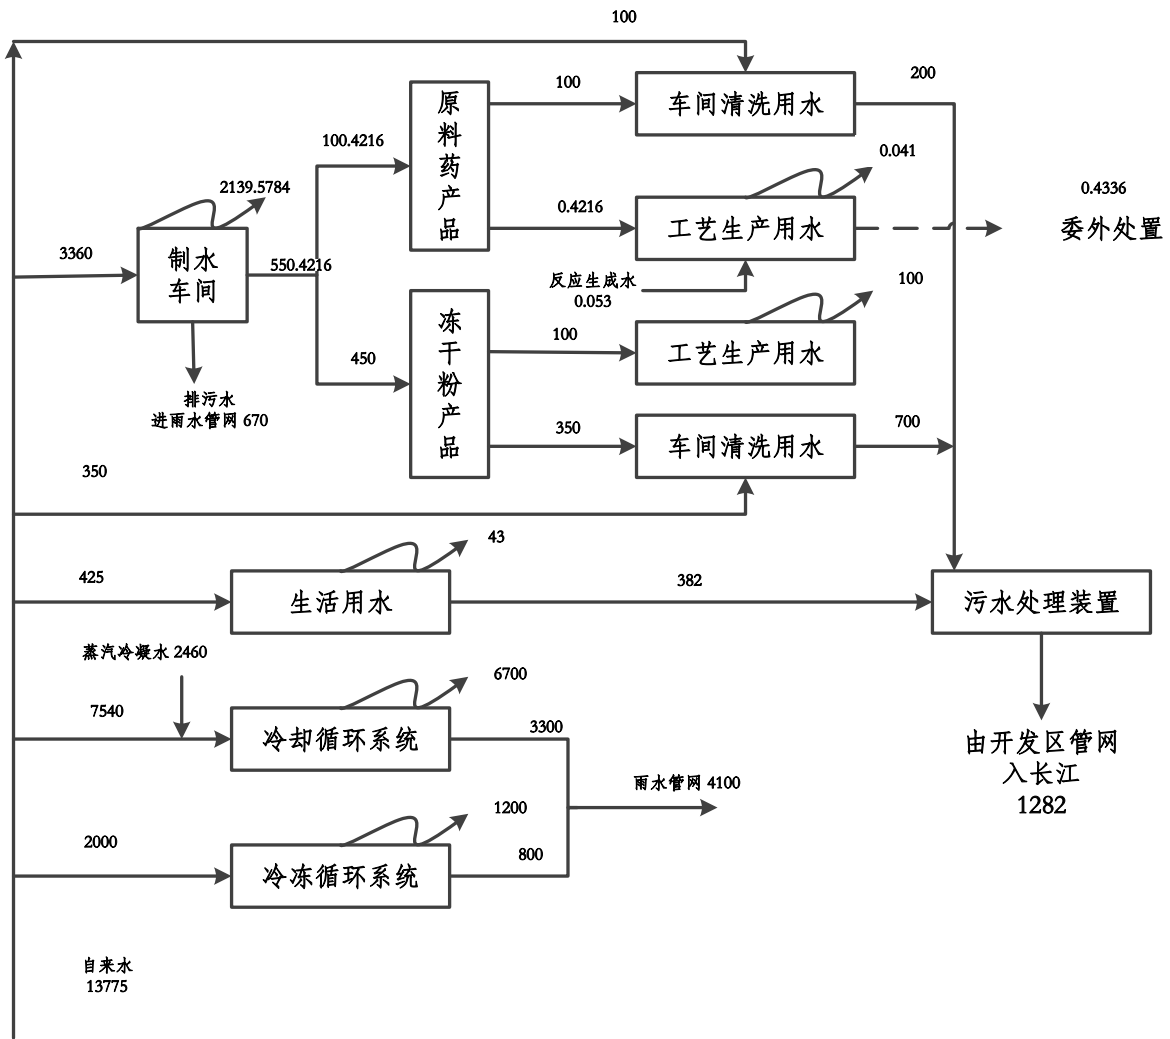 100
原料药产品
100
车间清洗用水
200
100.4216
0.041
2139.5784
0.4336
0.4216
工艺生产用水
委外处置
3360
制水
车间
550.4216
反应生成水
0.053
100
冻干粉产品
100
工艺生产用水
450
排污水
进雨水管网 670
350
车间清洗用水
700
350
43
425
生活用水
382
污水处理装置
蒸汽冷凝水 2460
6700
7540
冷却循环系统
3300
由开发区管网
入长江
1282
雨水管网 4100
1200
2000
冷冻循环系统
800
自来水
13775